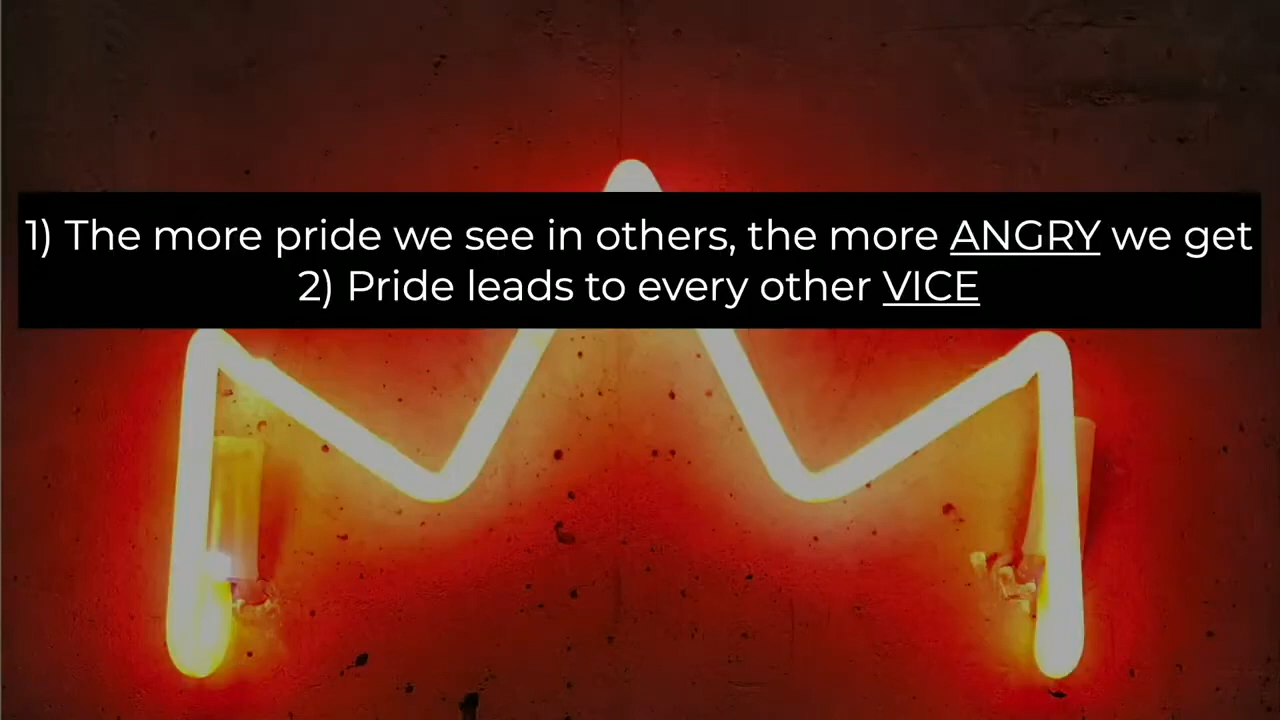 1) The more pride we see in others, the more ANGRY we get
2) Pride leads to every other VICE